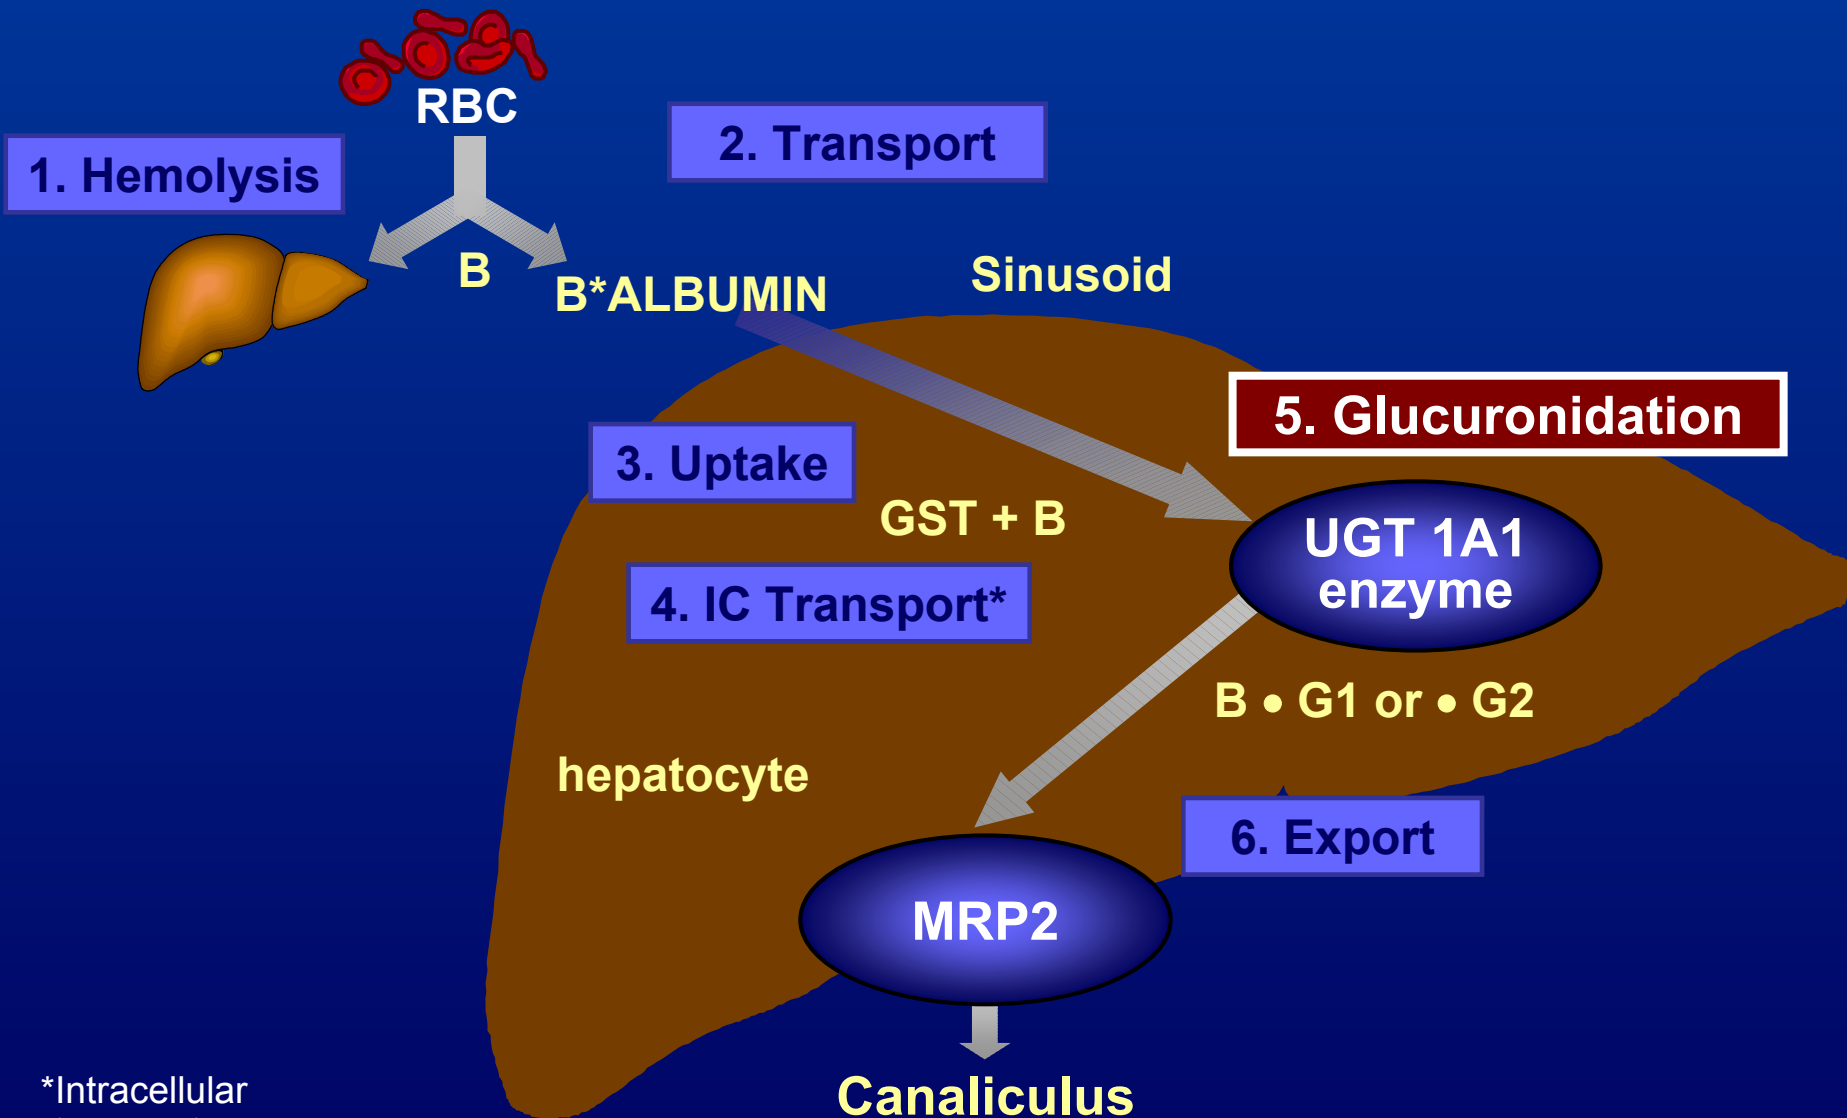 RBC
1. Hemolysis
2. Transport
B
B*ALBUMIN
Sinusoid
3. Uptake
5. Glucuronidation
GST + B
UGT 1A1
enzyme
4. IC Transport*
B • G1 or • G2
hepatocyte
6. Export
MRP2
Canaliculus
*Intracellular